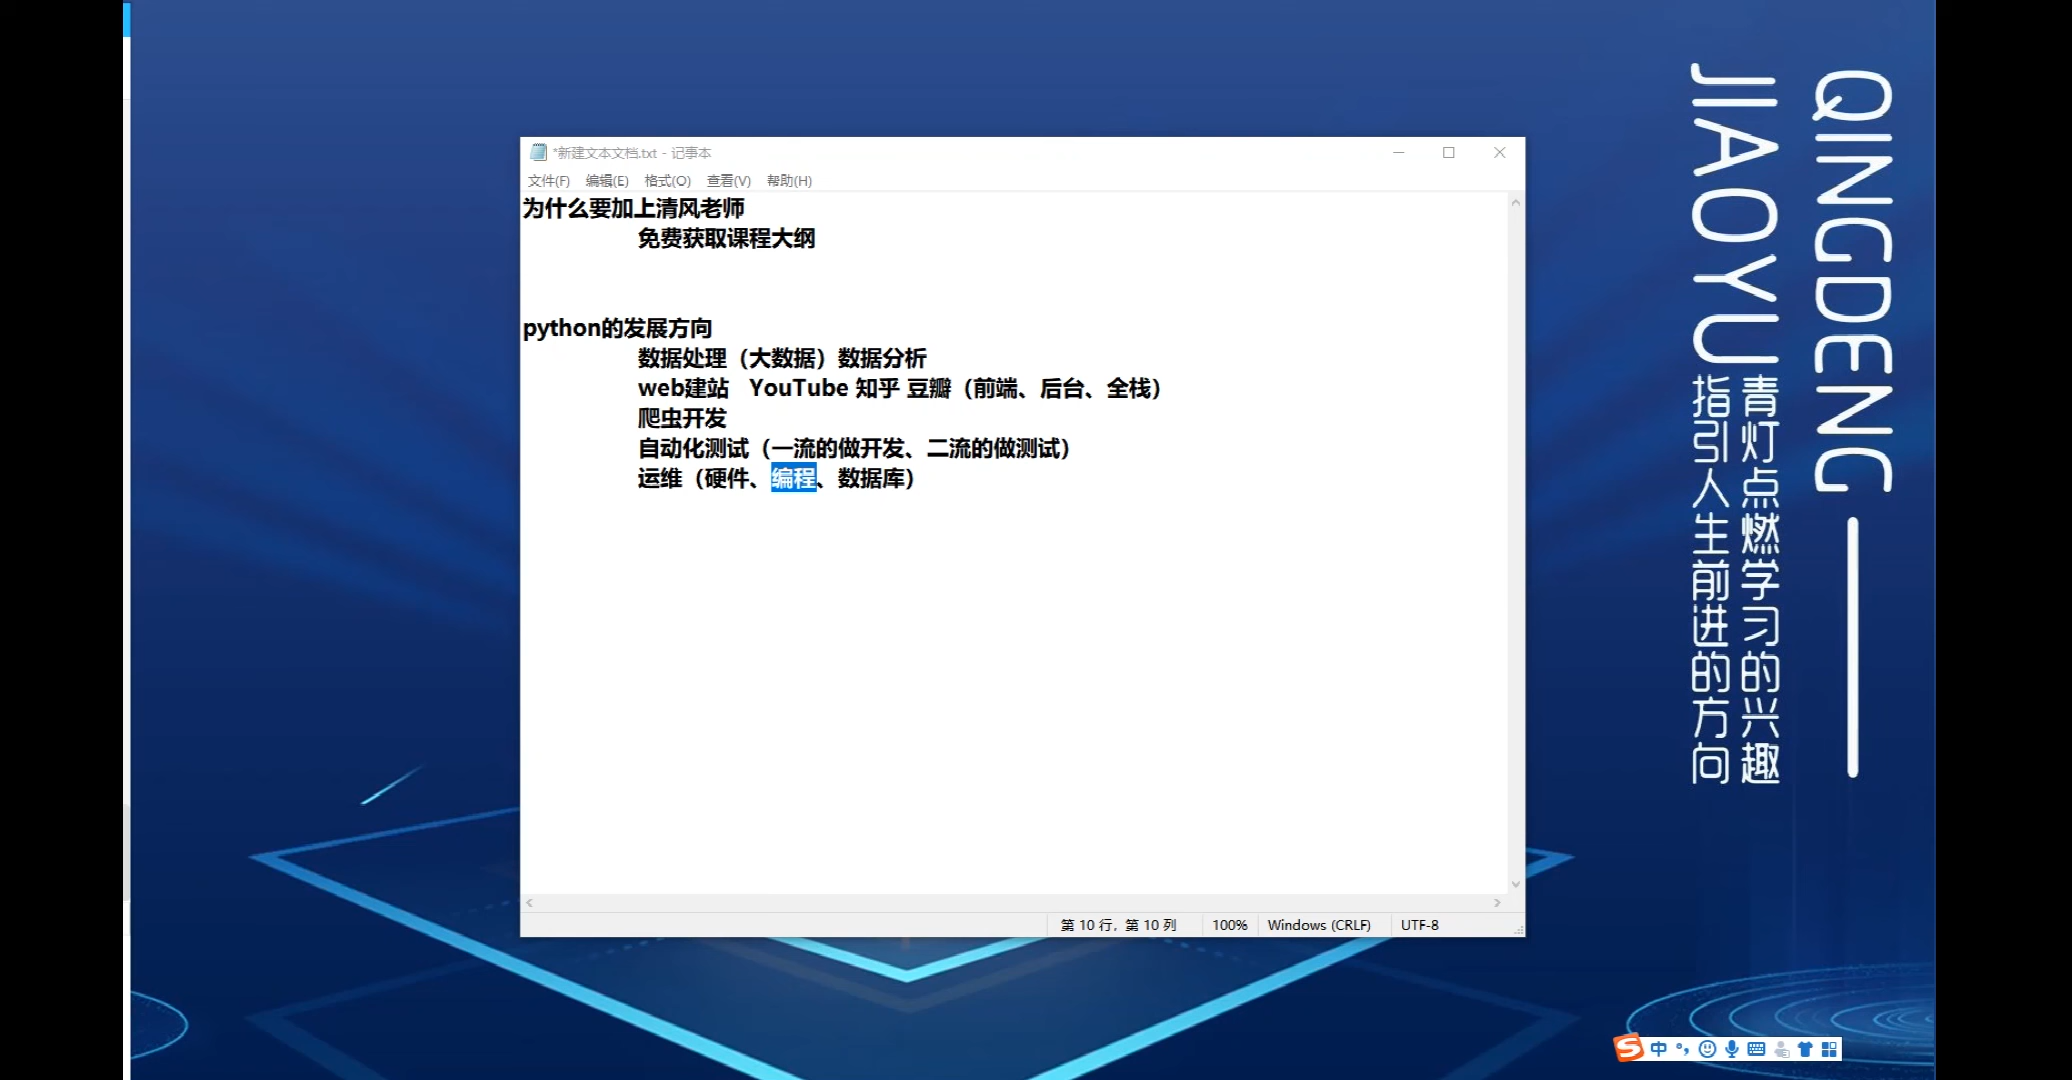 *新建文本文档.txt - 记事本
文件(F) 编辑(E) 格式(O) 查看(V) 帮助(H)
为什么要加上清风老师
免费获取课程大纲
python的发展方向
数据处理（大数据）数据分析
web建站 YouTube 知乎 豆瓣（前端、后台、全栈）
爬虫开发
自动化测试（一流的做开发、二流的做测试）
运维（硬件、编程、数据库）
第 10 行，第 10 列 100% Windows (CRLF) UTF-8
QINGDENG
JIAOYU
青灯点燃学习的兴趣
指引人生前进的方向
中